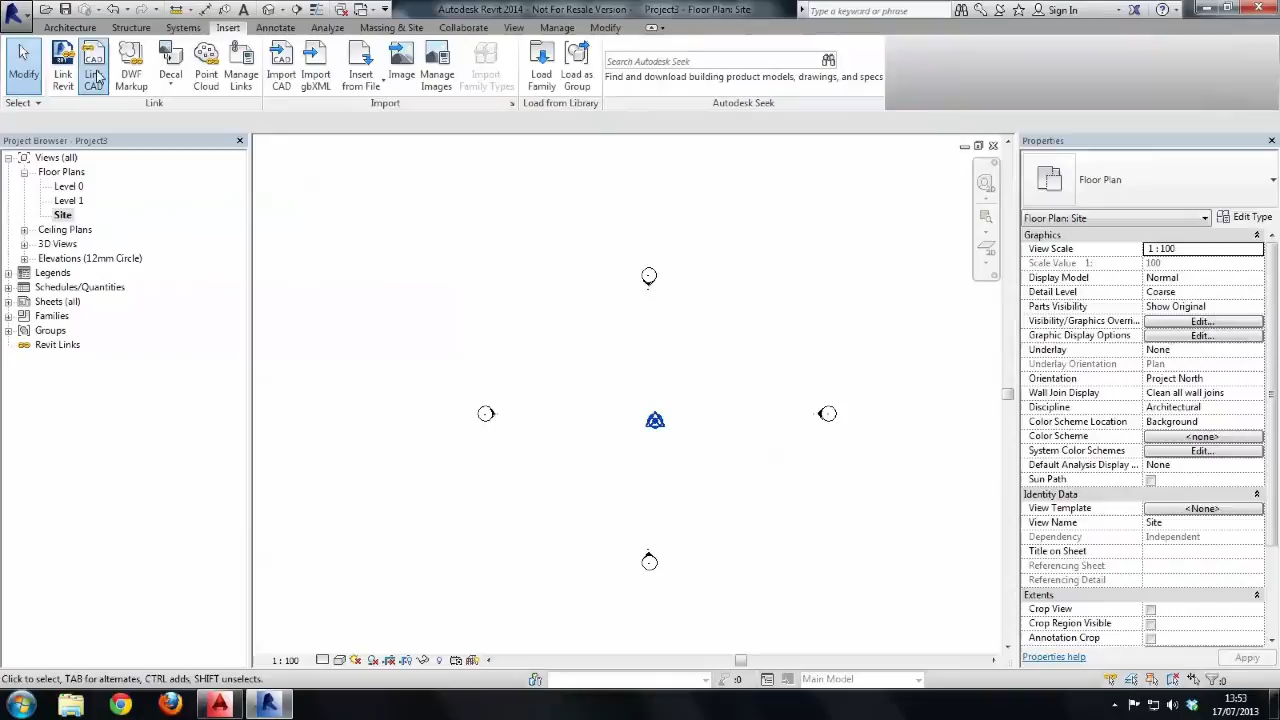 Autodesk Revit 2014 - Not For Resale Version - Project3 - Floor Plan: Site
Type a keyword or phrase
Sign In
Architecture Structure Systems Insert Annotate Analyze Massing & Site Collaborate View Manage Modify
Modify
Link Revit
Link CAD
DWF Markup
Decal
Point Cloud
Manage Links
Import CAD
Import gbXML
Insert from File
Image
Manage Images
Import Family Types
Load Family
Load as Group
Search Autodesk Seek
Find and download building product models, drawings, and specs
Select
Link
Import
Load from Library
Autodesk Seek
Project Browser - Project3
Views (all)
Floor Plans
Level 0
Level 1
Site
Ceiling Plans
3D Views
Elevations (12mm Circle)
Legends
Schedules/Quantities
Sheets (all)
Families
Groups
Revit Links
2D
Properties
Floor Plan
Floor Plan: Site
Edit Type
Graphics
View Scale 1 : 100
Scale Value 1: 100
Display Model Normal
Detail Level Coarse
Parts Visibility Show Original
Visibility/Graphics Overri... Edit...
Graphic Display Options Edit...
Underlay None
Underlay Orientation Plan
Orientation Project North
Wall Join Display Clean all wall joins
Discipline Architectural
Color Scheme Location Background
Color Scheme <none>
System Color Schemes Edit...
Default Analysis Display ... None
Sun Path
Identity Data
View Template <None>
View Name Site
Dependency Independent
Title on Sheet
Referencing Sheet
Referencing Detail
Extents
Crop View
Crop Region Visible
Annotation Crop
Properties help
Apply
1 : 100
Click to select, TAB for alternates, CTRL adds, SHIFT unselects.
:0
Main Model
:0
13:53
17/07/2013